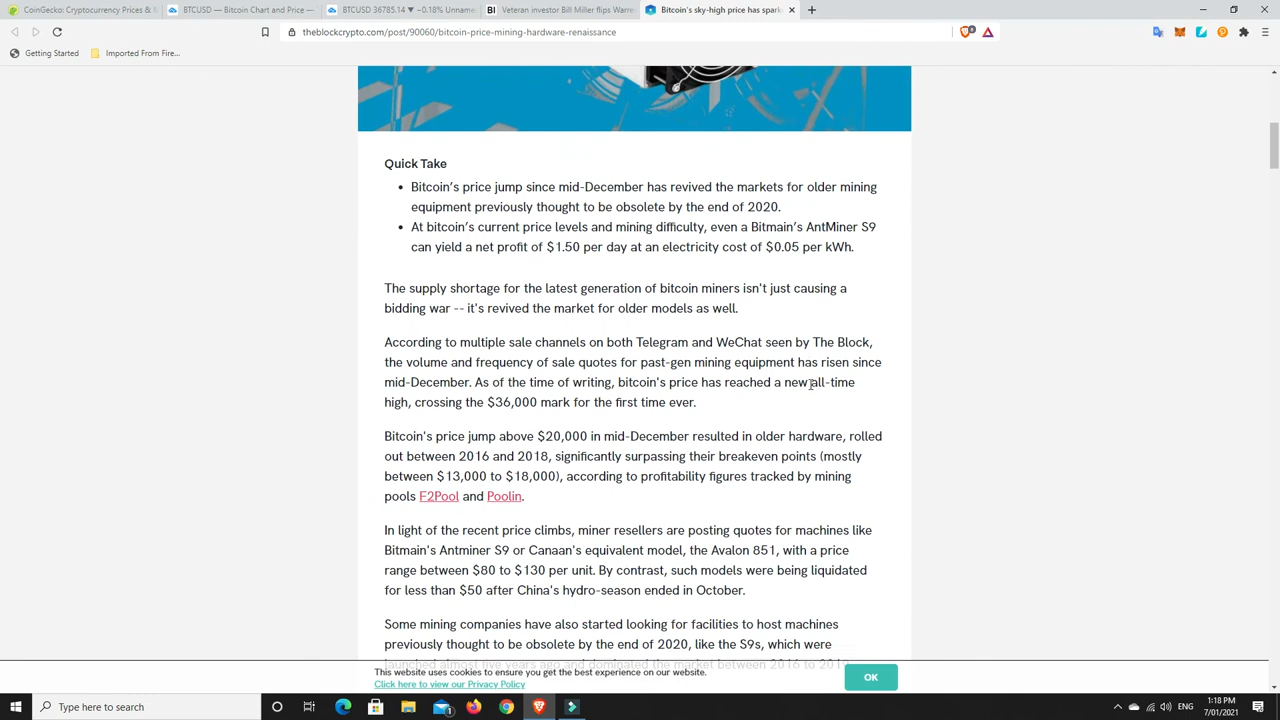 CoinGecko: Cryptocurrency Prices & M
BTCUSD — Bitcoin Chart and Price —
BTCUSD 36785.14 ▼ −0.18% Unname
BI Veteran investor Bill Miller flips Warre
Bitcoin's sky-high price has spark
theblockcrypto.com/post/90060/bitcoin-price-mining-hardware-renaissance
Getting Started
Imported From Fire...
Quick Take
• Bitcoin's price jump since mid-December has revived the markets for older mining
equipment previously thought to be obsolete by the end of 2020.
• At bitcoin's current price levels and mining difficulty, even a Bitmain's AntMiner S9
can yield a net profit of $1.50 per day at an electricity cost of $0.05 per kWh.
The supply shortage for the latest generation of bitcoin miners isn't just causing a
bidding war -- it's revived the market for older models as well.
According to multiple sale channels on both Telegram and WeChat seen by The Block,
the volume and frequency of sale quotes for past-gen mining equipment has risen since
mid-December. As of the time of writing, bitcoin's price has reached a new all-time
high, crossing the $36,000 mark for the first time ever.
Bitcoin's price jump above $20,000 in mid-December resulted in older hardware, rolled
out between 2016 and 2018, significantly surpassing their breakeven points (mostly
between $13,000 to $18,000), according to profitability figures tracked by mining
pools F2Pool and Poolin.
In light of the recent price climbs, miner resellers are posting quotes for machines like
Bitmain's Antminer S9 or Canaan's equivalent model, the Avalon 851, with a price
range between $80 to $130 per unit. By contrast, such models were being liquidated
for less than $50 after China's hydro-season ended in October.
Some mining companies have also started looking for facilities to host machines
previously thought to be obsolete by the end of 2020, like the S9s, which were
launched almost five years ago and dominated the market between 2016 to 2019.
This website uses cookies to ensure you get the best experience on our website.
Click here to view our Privacy Policy
OK
Type here to search
ENG
1:18 PM
7/01/2021